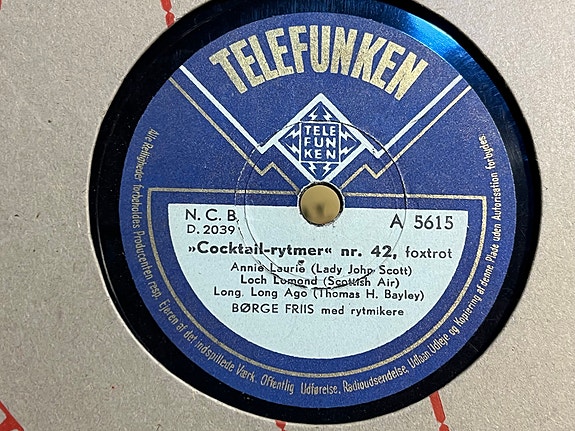 TELEFUNKEN
TELE
FUN
KEN
N. C. B.
D. 2039
A 5615
»Cocktail-rytmer« nr. 42, foxtrot
Annie Laurie (Lady John Scott)
Loch Lomond (Scottish Air)
Long. Long Ago (Thomas H. Bayley)
BØRGE FRIIS med rytmikere
Alle Rettigheder forbeholdes Producenten resp. Ejeren af det indspillede Værk. Offentlig Udførelse, Radioudsendelse, Udlaan Udleje og Kopiering af denne Plade uden Autorisation forbydes